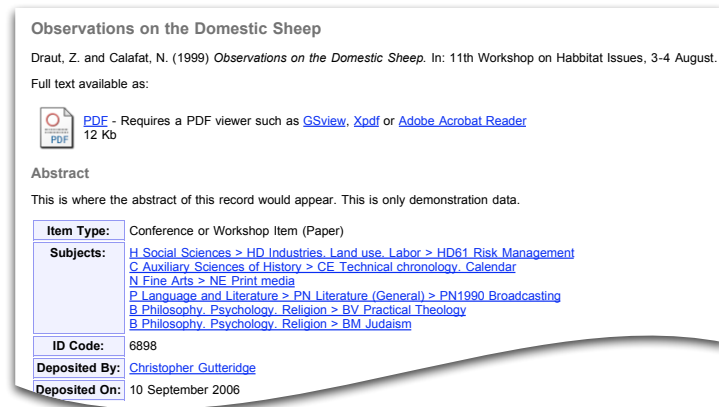 Observations on the Domestic Sheep
Draut, Z. and Calafat, N. (1999) Observations on the Domestic Sheep. In: 11th Workshop on Habbitat Issues, 3-4 August.
Full text available as:
PDF - Requires a PDF viewer such as GSview, Xpdf or Adobe Acrobat Reader
12 Kb
PDF
Abstract
This is where the abstract of this record would appear. This is only demonstration data.
Item Type: Conference or Workshop Item (Paper)
Subjects: H Social Sciences > HD Industries, Land use, Labor > HD61 Risk Management
C Auxiliary Sciences of History > CE Technical chronology. Calendar
N Fine Arts > NE Print media
P Language and Literature > PN Literature (General) > PN1990 Broadcasting
B Philosophy. Psychology. Religion > BV Practical Theology
B Philosophy. Psychology. Religion > BM Judaism
ID Code: 6898
Deposited By: Christopher Gutteridge
Deposited On: 10 September 2006